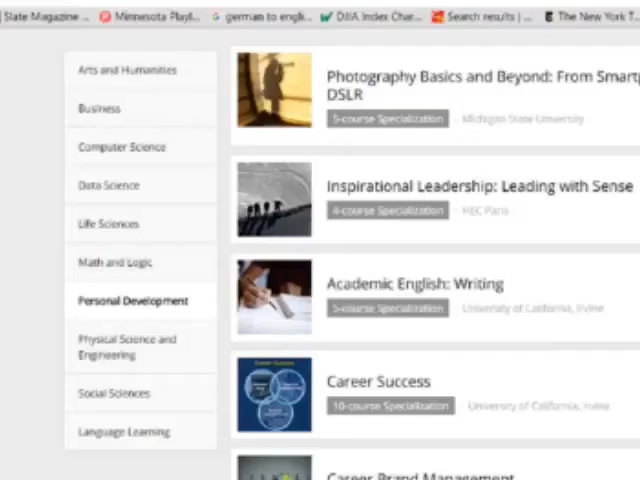 Slate Magazine ...
Minnesota Playl...
german to engli...
DJIA Index Char...
Search results | ...
The New York T...
Arts and Humanities
Business
Computer Science
Data Science
Life Sciences
Math and Logic
Personal Development
Physical Science and
Engineering
Social Sciences
Language Learning
Photography Basics and Beyond: From Smartp
DSLR
5-course Specialization · Michigan State University
Inspirational Leadership: Leading with Sense
4-course Specialization · HEC Paris
Academic English: Writing
5-course Specialization · University of California, Irvine
Career Success
Career Success
10-course Specialization · University of California, Irvine
Career Brand Management